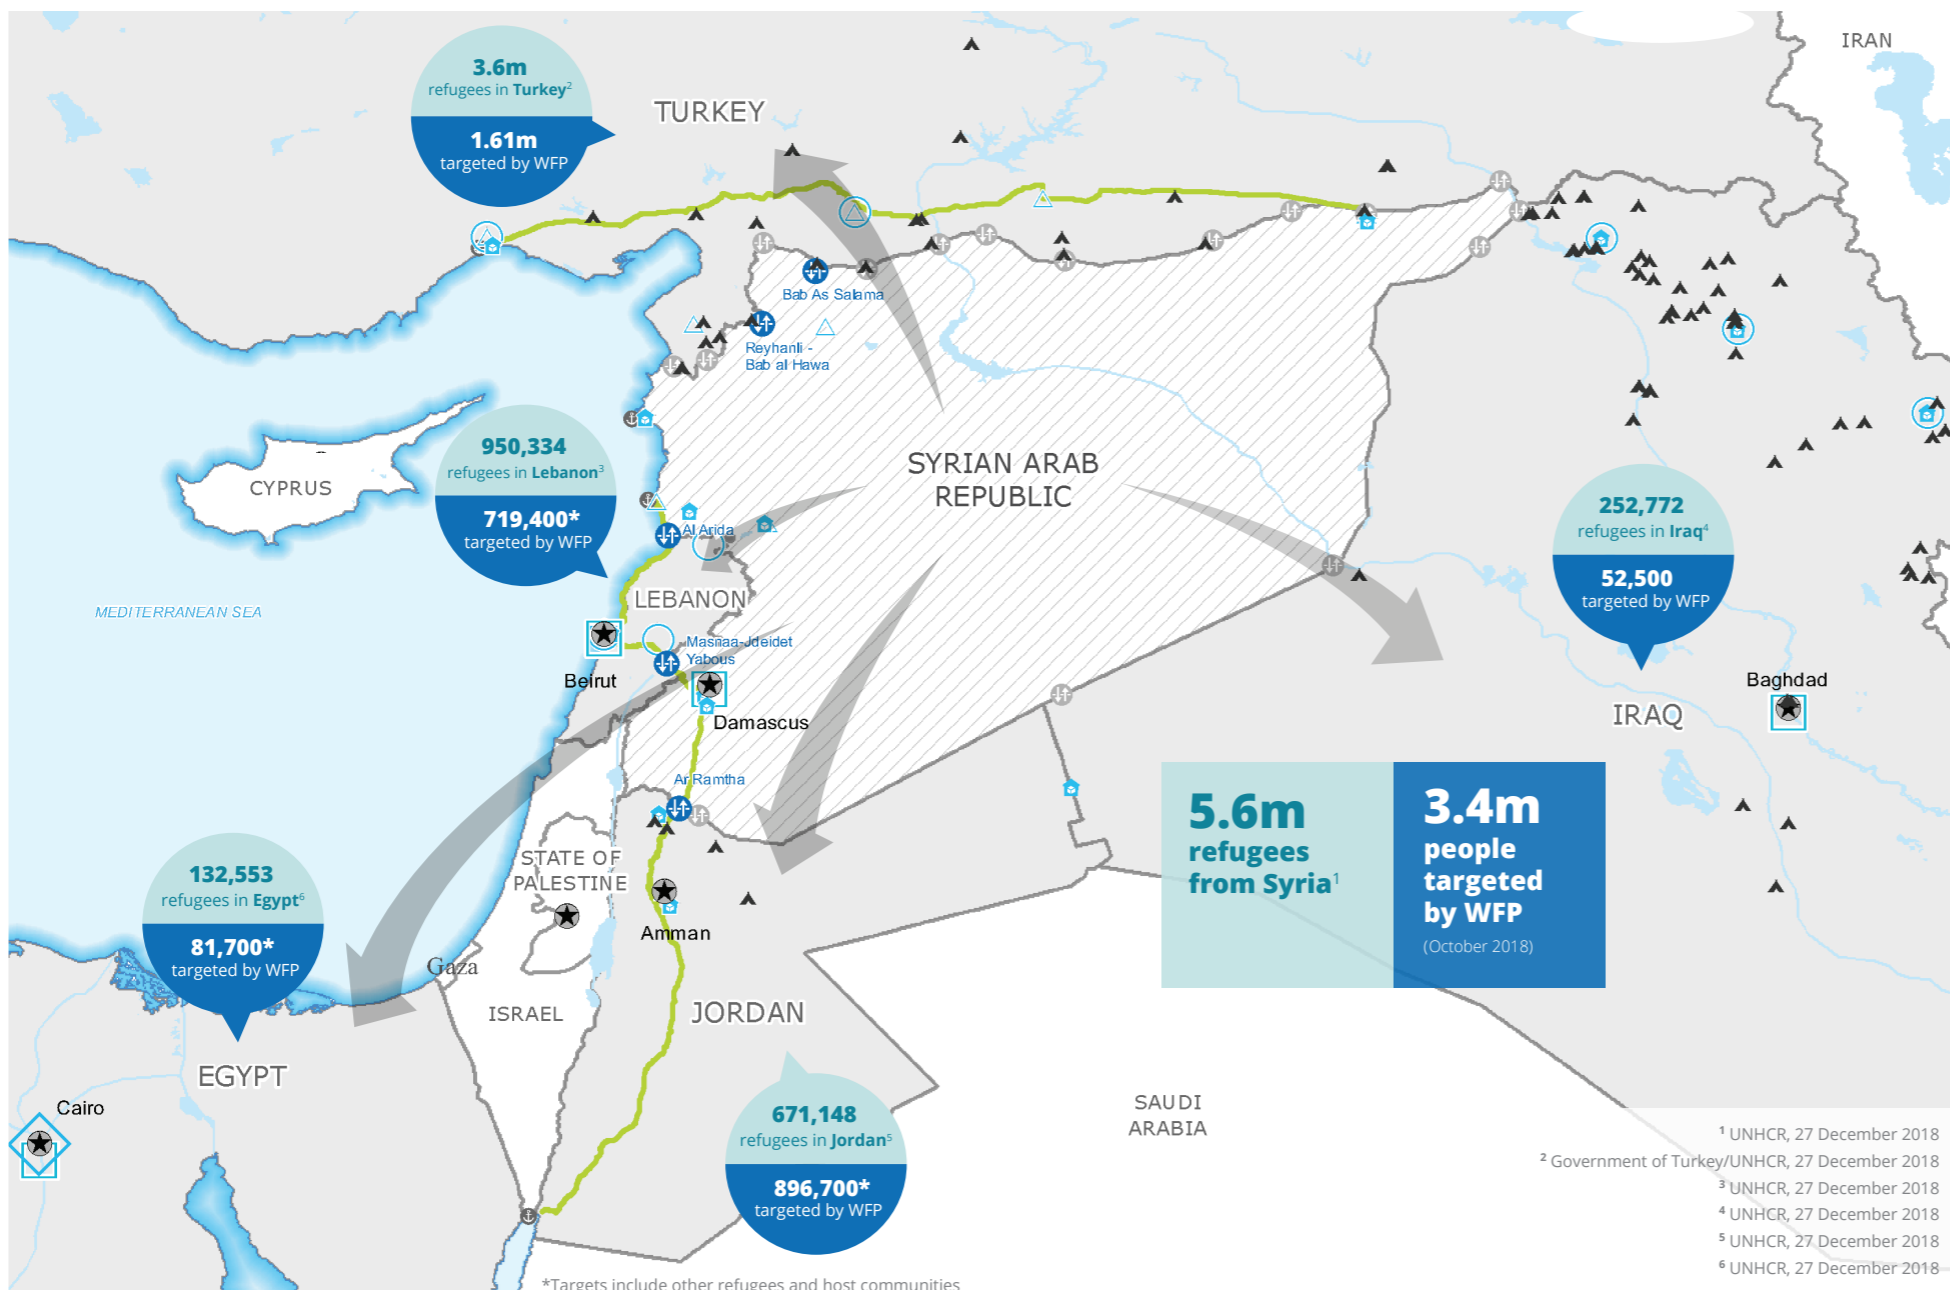 IRAN
3.6m
refugees in Turkey²
1.61m
targeted by WFP
TURKEY
Bab As Salama
Reyhanli -
Bab al Hawa
950,334
refugees in Lebanon³
719,400*
targeted by WFP
CYPRUS
SYRIAN ARAB
REPUBLIC
252,772
refugees in Iraq⁴
52,500
targeted by WFP
Al Arida
LEBANON
MEDITERRANEAN SEA
Masnaa-Jdeidet
Yabous
Beirut
Damascus
Baghdad
IRAQ
Ar Ramtha
5.6m
refugees
from Syria¹
3.4m
people
targeted
by WFP
(October 2018)
132,553
refugees in Egypt⁶
81,700*
targeted by WFP
STATE OF
PALESTINE
Amman
Gaza
ISRAEL
JORDAN
EGYPT
Cairo
671,148
refugees in Jordan⁵
896,700*
targeted by WFP
SAUDI
ARABIA
¹ UNHCR, 27 December 2018
² Government of Turkey/UNHCR, 27 December 2018
³ UNHCR, 27 December 2018
⁴ UNHCR, 27 December 2018
⁵ UNHCR, 27 December 2018
⁶ UNHCR, 27 December 2018
*Targets include other refugees and host communities